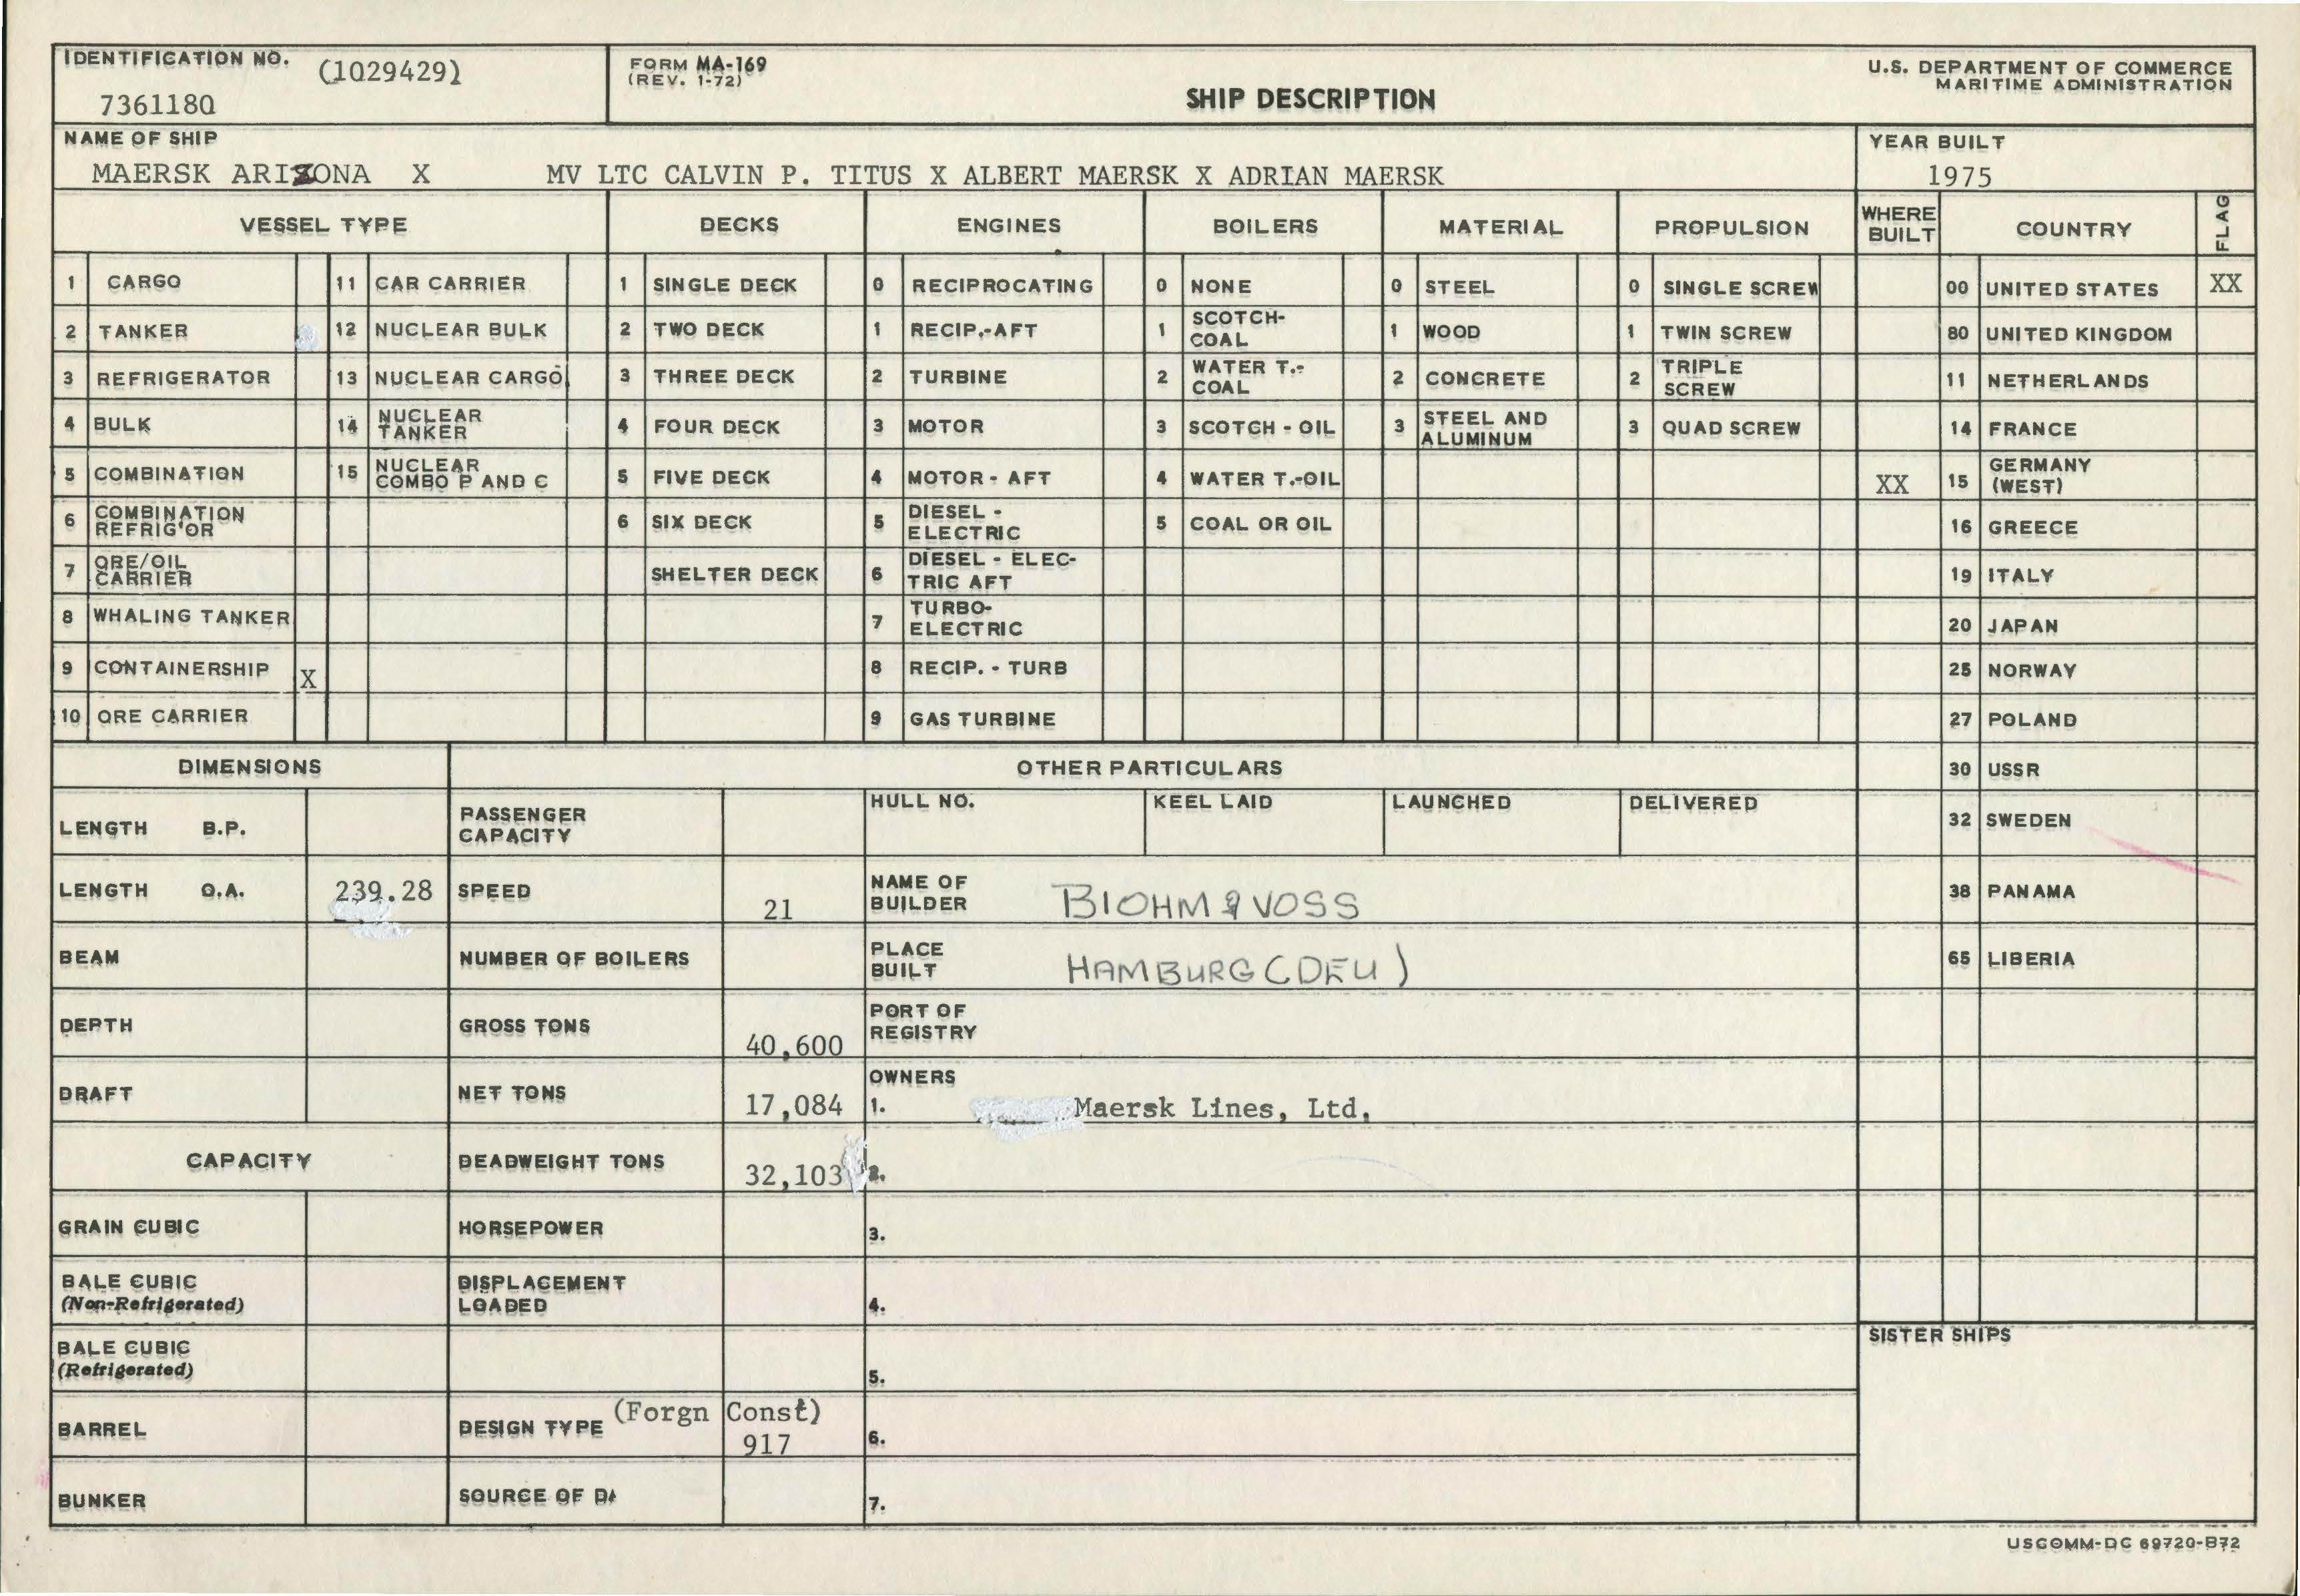 IDENTIFICATION NO. (1029429)
7361180
FORM MA-169
(REV. 1-72)
SHIP DESCRIPTION
U.S. DEPARTMENT OF COMMERCE
MARITIME ADMINISTRATION
NAME OF SHIP
MAERSK ARIZONA X MV LTC CALVIN P. TITUS X ALBERT MAERSK X ADRIAN MAERSK
YEAR BUILT
1975
VESSEL TYPE DECKS ENGINES BOILERS MATERIAL PROPULSION WHERE BUILT COUNTRY FLAG
1 CARGO 11 CAR CARRIER 1 SINGLE DECK 0 RECIPROCATING 0 NONE 0 STEEL 0 SINGLE SCREW 00 UNITED STATES XX
2 TANKER 12 NUCLEAR BULK 2 TWO DECK 1 RECIP.-AFT 1 SCOTCH-COAL 1 WOOD 1 TWIN SCREW 80 UNITED KINGDOM
3 REFRIGERATOR 13 NUCLEAR CARGO 3 THREE DECK 2 TURBINE 2 WATER T.-COAL 2 CONCRETE 2 TRIPLE SCREW 11 NETHERLANDS
4 BULK 14 NUCLEAR TANKER 4 FOUR DECK 3 MOTOR 3 SCOTCH - OIL 3 STEEL AND ALUMINUM 3 QUAD SCREW 14 FRANCE
5 COMBINATION 15 NUCLEAR COMBO P AND C 5 FIVE DECK 4 MOTOR - AFT 4 WATER T.-OIL XX 15 GERMANY (WEST)
6 COMBINATION REFRIG'OR 6 SIX DECK 5 DIESEL - ELECTRIC 5 COAL OR OIL 16 GREECE
7 ORE/OIL CARRIER SHELTER DECK 6 DIESEL - ELEC-TRIC AFT 19 ITALY
8 WHALING TANKER 7 TURBO-ELECTRIC 20 JAPAN
9 CONTAINERSHIP X 8 RECIP. - TURB 25 NORWAY
10 ORE CARRIER 9 GAS TURBINE 27 POLAND
DIMENSIONS OTHER PARTICULARS 30 USSR
LENGTH B.P. PASSENGER CAPACITY HULL NO. KEEL LAID LAUNCHED DELIVERED 32 SWEDEN
LENGTH O.A. 239.28 SPEED 21 NAME OF BUILDER BlOHM & VOSS 38 PANAMA
BEAM NUMBER OF BOILERS PLACE BUILT HAMBURG (DEU) 65 LIBERIA
DEPTH GROSS TONS 40,600 PORT OF REGISTRY
DRAFT NET TONS 17,084 OWNERS
1. Maersk Lines, Ltd.
CAPACITY DEADWEIGHT TONS 32,103 2.
GRAIN CUBIC HORSEPOWER 3.
BALE CUBIC (Non-Refrigerated) DISPLACEMENT LOADED 4.
SISTER SHIPS
BALE CUBIC (Refrigerated) 5.
BARREL DESIGN TYPE (Forgn Const) 917 6.
BUNKER SOURCE OF DA 7.
USCOMM-DC 69720-B72